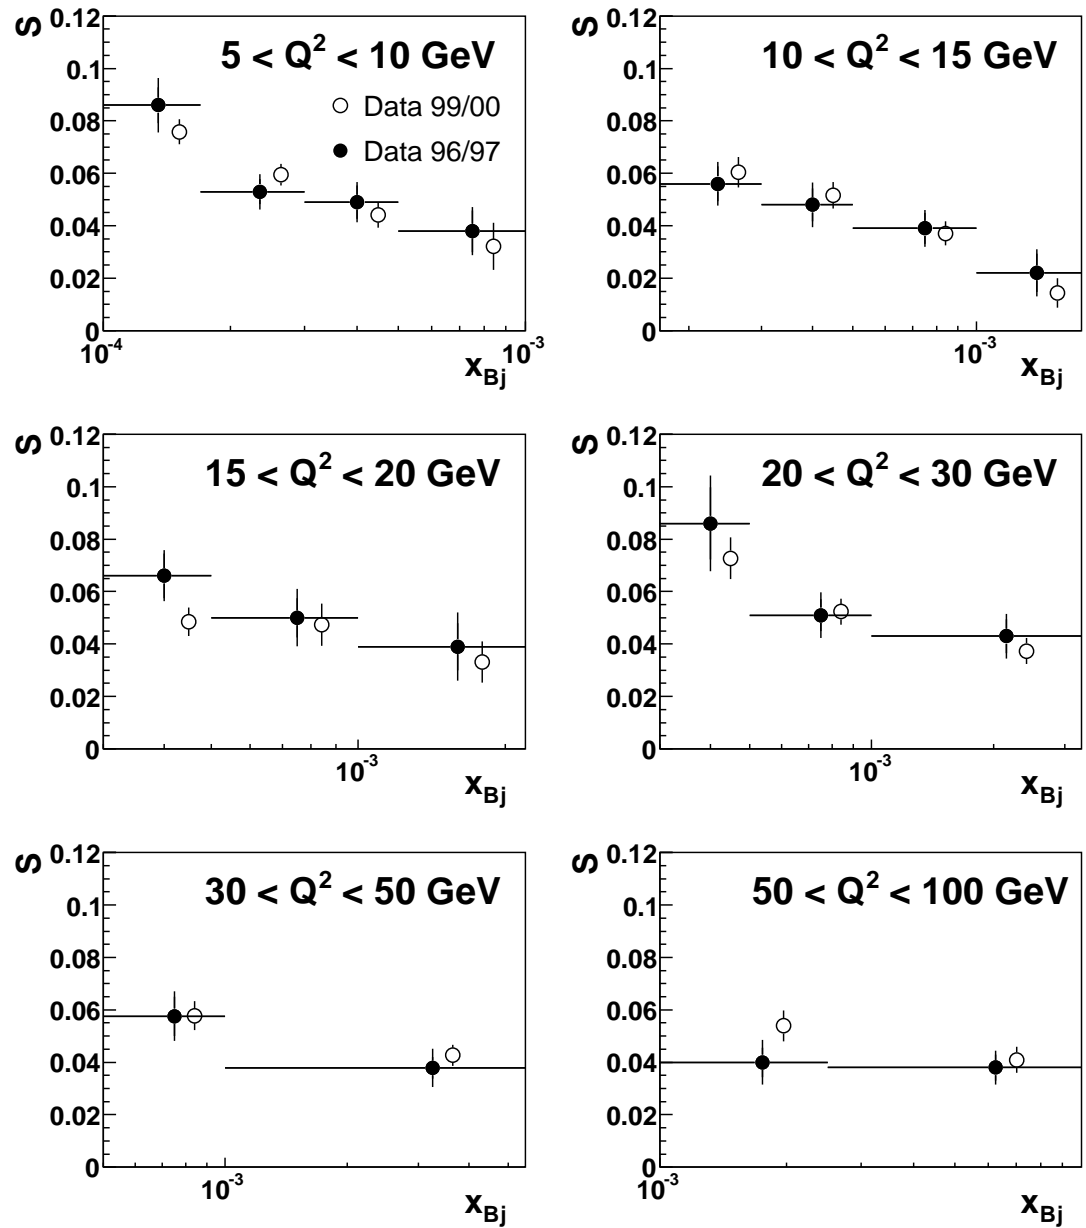 S
5 < Q² < 10 GeV
Data 99/00
Data 96/97
0.12
0.1
0.08
0.06
0.04
0.02
0
10⁻⁴
10⁻³
x_Bj
S
10 < Q² < 15 GeV
0.12
0.1
0.08
0.06
0.04
0.02
0
10⁻³
x_Bj
S
15 < Q² < 20 GeV
0.12
0.1
0.08
0.06
0.04
0.02
0
10⁻³
x_Bj
S
20 < Q² < 30 GeV
0.12
0.1
0.08
0.06
0.04
0.02
0
10⁻³
x_Bj
S
30 < Q² < 50 GeV
0.12
0.1
0.08
0.06
0.04
0.02
0
10⁻³
x_Bj
S
50 < Q² < 100 GeV
0.12
0.1
0.08
0.06
0.04
0.02
0
10⁻³
x_Bj